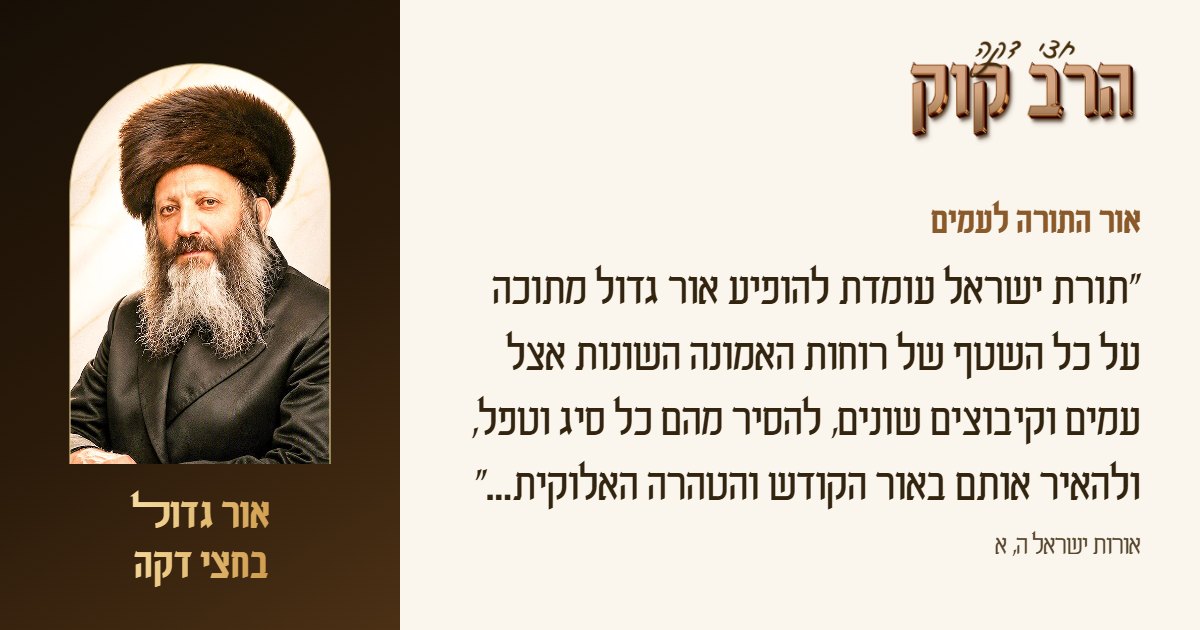 חצי דקה
הרב קוק
אור התורה לעמים
"תורת ישראל עומדת להופיע אור גדול מתוכה
על כל השטף של רוחות האמונה השונות אצל
עמים וקיבוצים שונים, להסיר מהם כל סיג וטפל,
ולהאיר אותם באור הקודש והטהרה האלוקית..."
אורות ישראל ה, א
אור גדול
בחצי דקה